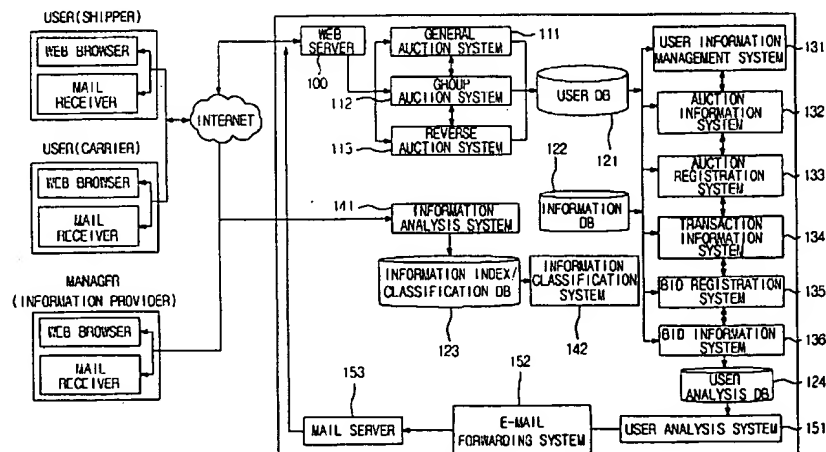 USER(SHIPPER)
WEB BROWSER
MAIL
RECEIVER
USER(CARRIER)
WEB BROWSER
MAIL
RECEIVER
MANAGER
(INFORMATION PROVIDER)
WEB BROWSER
MAIL
RECEIVER
INTERNET
WEB
SERVER
100
GENERAL
AUCTION SYSTEM
111
GROUP
AUCTION SYSTEM
112
REVERSE
AUCTION SYSTEM
113
USER DB
121
122
INFORMATION
DB
141
INFORMATION
ANALYSIS SYSTEM
INFORMATION INDEX/
CLASSIFICATION DB
123
INFORMATION
CLASSIFICATION
SYSTEM
142
USER INFORMATION
MANAGEMENT SYSTEM
131
AUCTION
INFORMATION
SYSTEM
132
AUCTION
REGISTRATION
SYSTEM
133
TRANSACTION
INFORMATION
SYSTEM
134
BID REGISTRATION
SYSTEM
135
BID INFORMATION
SYSTEM
136
USER
ANALYSIS DB
124
USER ANALYSIS SYSTEM
151
152
E-MAIL
FORWARDING SYSTEM
153
MAIL SERVER